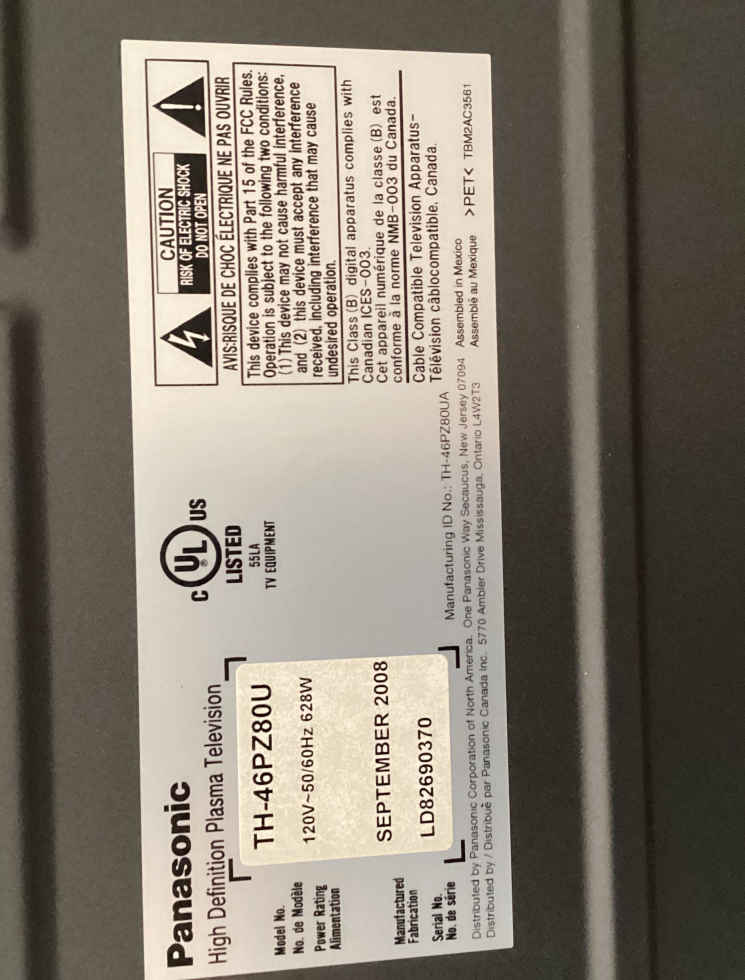 Panasonic
High Definition Plasma Television
Model No.
No. de Modèle
TH-46PZ80U
Power Rating
Alimentation
120V~50/60Hz 628W
Manufactured
Fabrication
SEPTEMBER 2008
Serial No.
No. de série
LD82690370
C UL US
®
LISTED
55LA
TV EQUIPMENT
CAUTION
RISK OF ELECTRIC SHOCK
DO NOT OPEN
AVIS:RISQUE DE CHOC ÉLECTRIQUE NE PAS OUVRIR
This device complies with Part 15 of the FCC Rules.
Operation is subject to the following two conditions:
(1) This device may not cause harmful interference,
and (2) this device must accept any interference
received, including interference that may cause
undesired operation.
This Class (B) digital apparatus complies with
Canadian ICES-003.
Cet appareil numérique de la classe (B) est
conforme à la norme NMB-003 du Canada.
Cable Compatible Television Apparatus-
Télévision câblocompatible, Canada.
Manufacturing ID No.: TH-46PZ80UA
Distributed by Panasonic Corporation of North America. One Panasonic Way Secaucus, New Jersey 07094 Assembled in Mexico
Distributed by / Distribué par Panasonic Canada Inc. 5770 Ambler Drive Mississauga, Ontario L4W2T3 Assemblé au Mexique >PET< TBM2AC3561